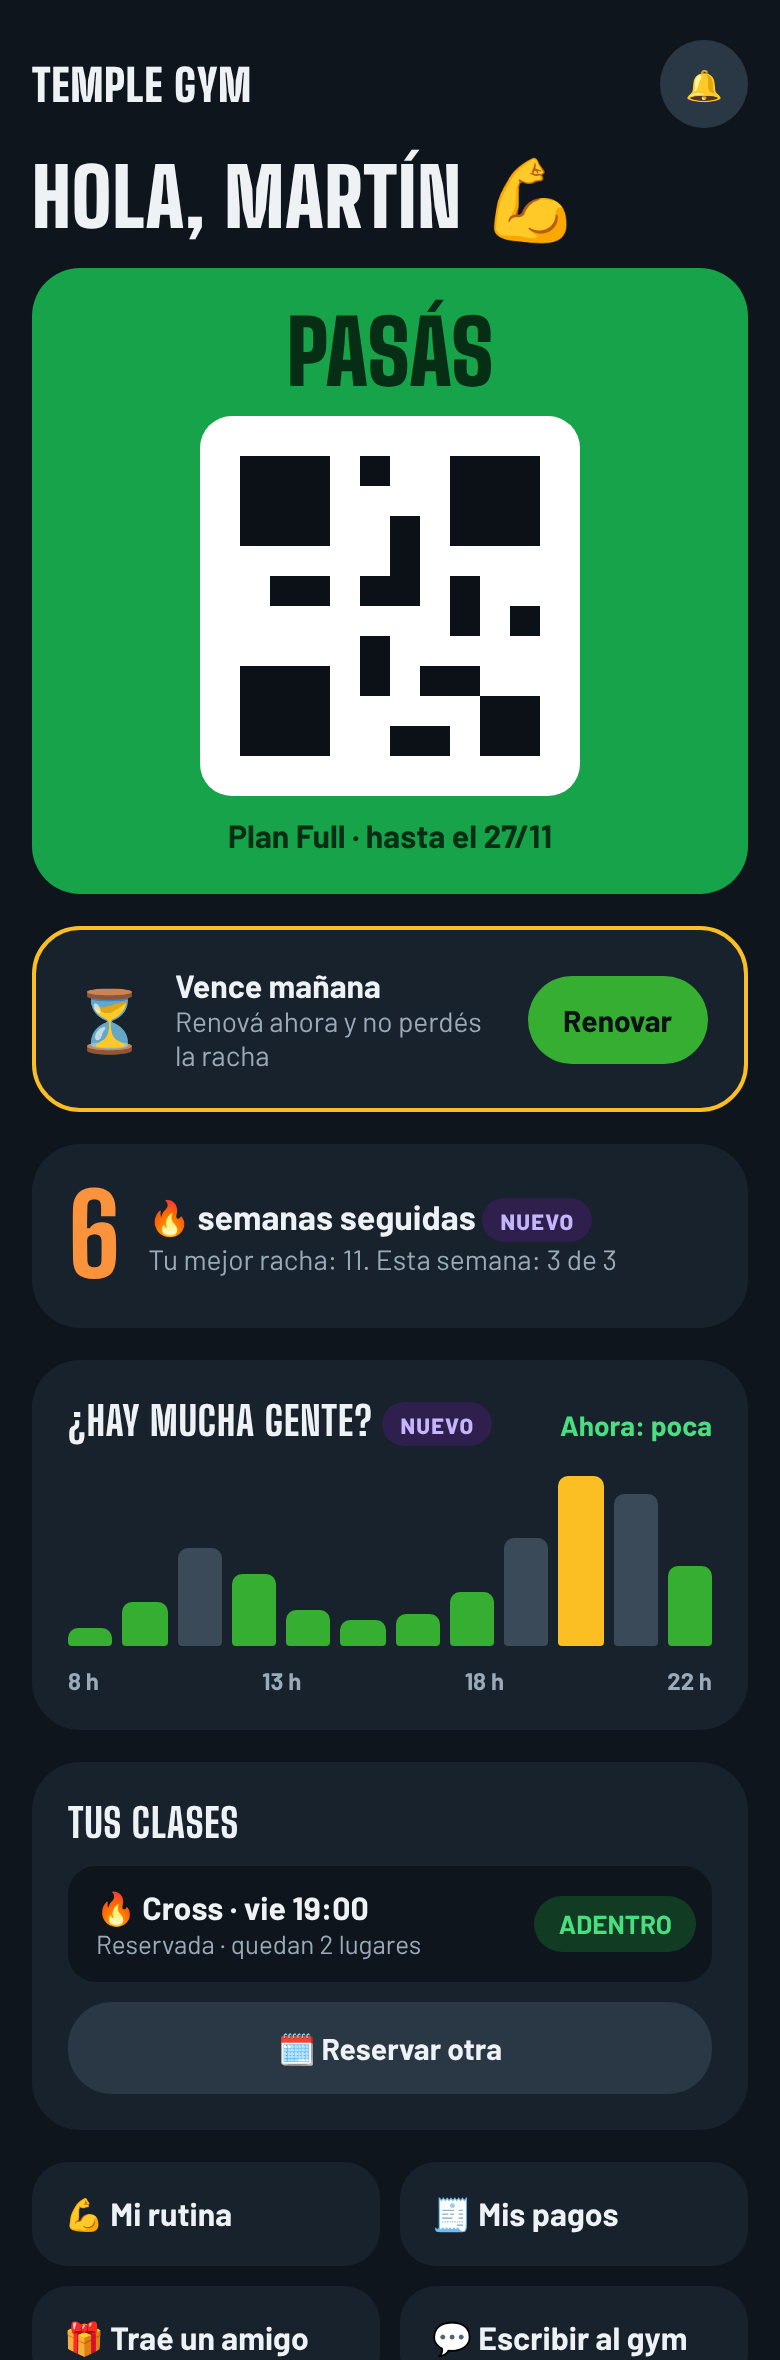 TEMPLE GYM
🔔
HOLA, MARTÍN 💪
PASÁS
Plan Full · hasta el 27/11
⏳ Vence mañana
Renová ahora y no perdés
la racha
Renovar
6
🔥 semanas seguidas NUEVO
Tu mejor racha: 11. Esta semana: 3 de 3
¿HAY MUCHA GENTE? NUEVO
Ahora: poca
8 h 13 h 18 h 22 h
TUS CLASES
🔥 Cross · vie 19:00
Reservada · quedan 2 lugares
ADENTRO
🗓️ Reservar otra
💪 Mi rutina
🧾 Mis pagos
🎁 Traé un amigo
💬 Escribir al gym